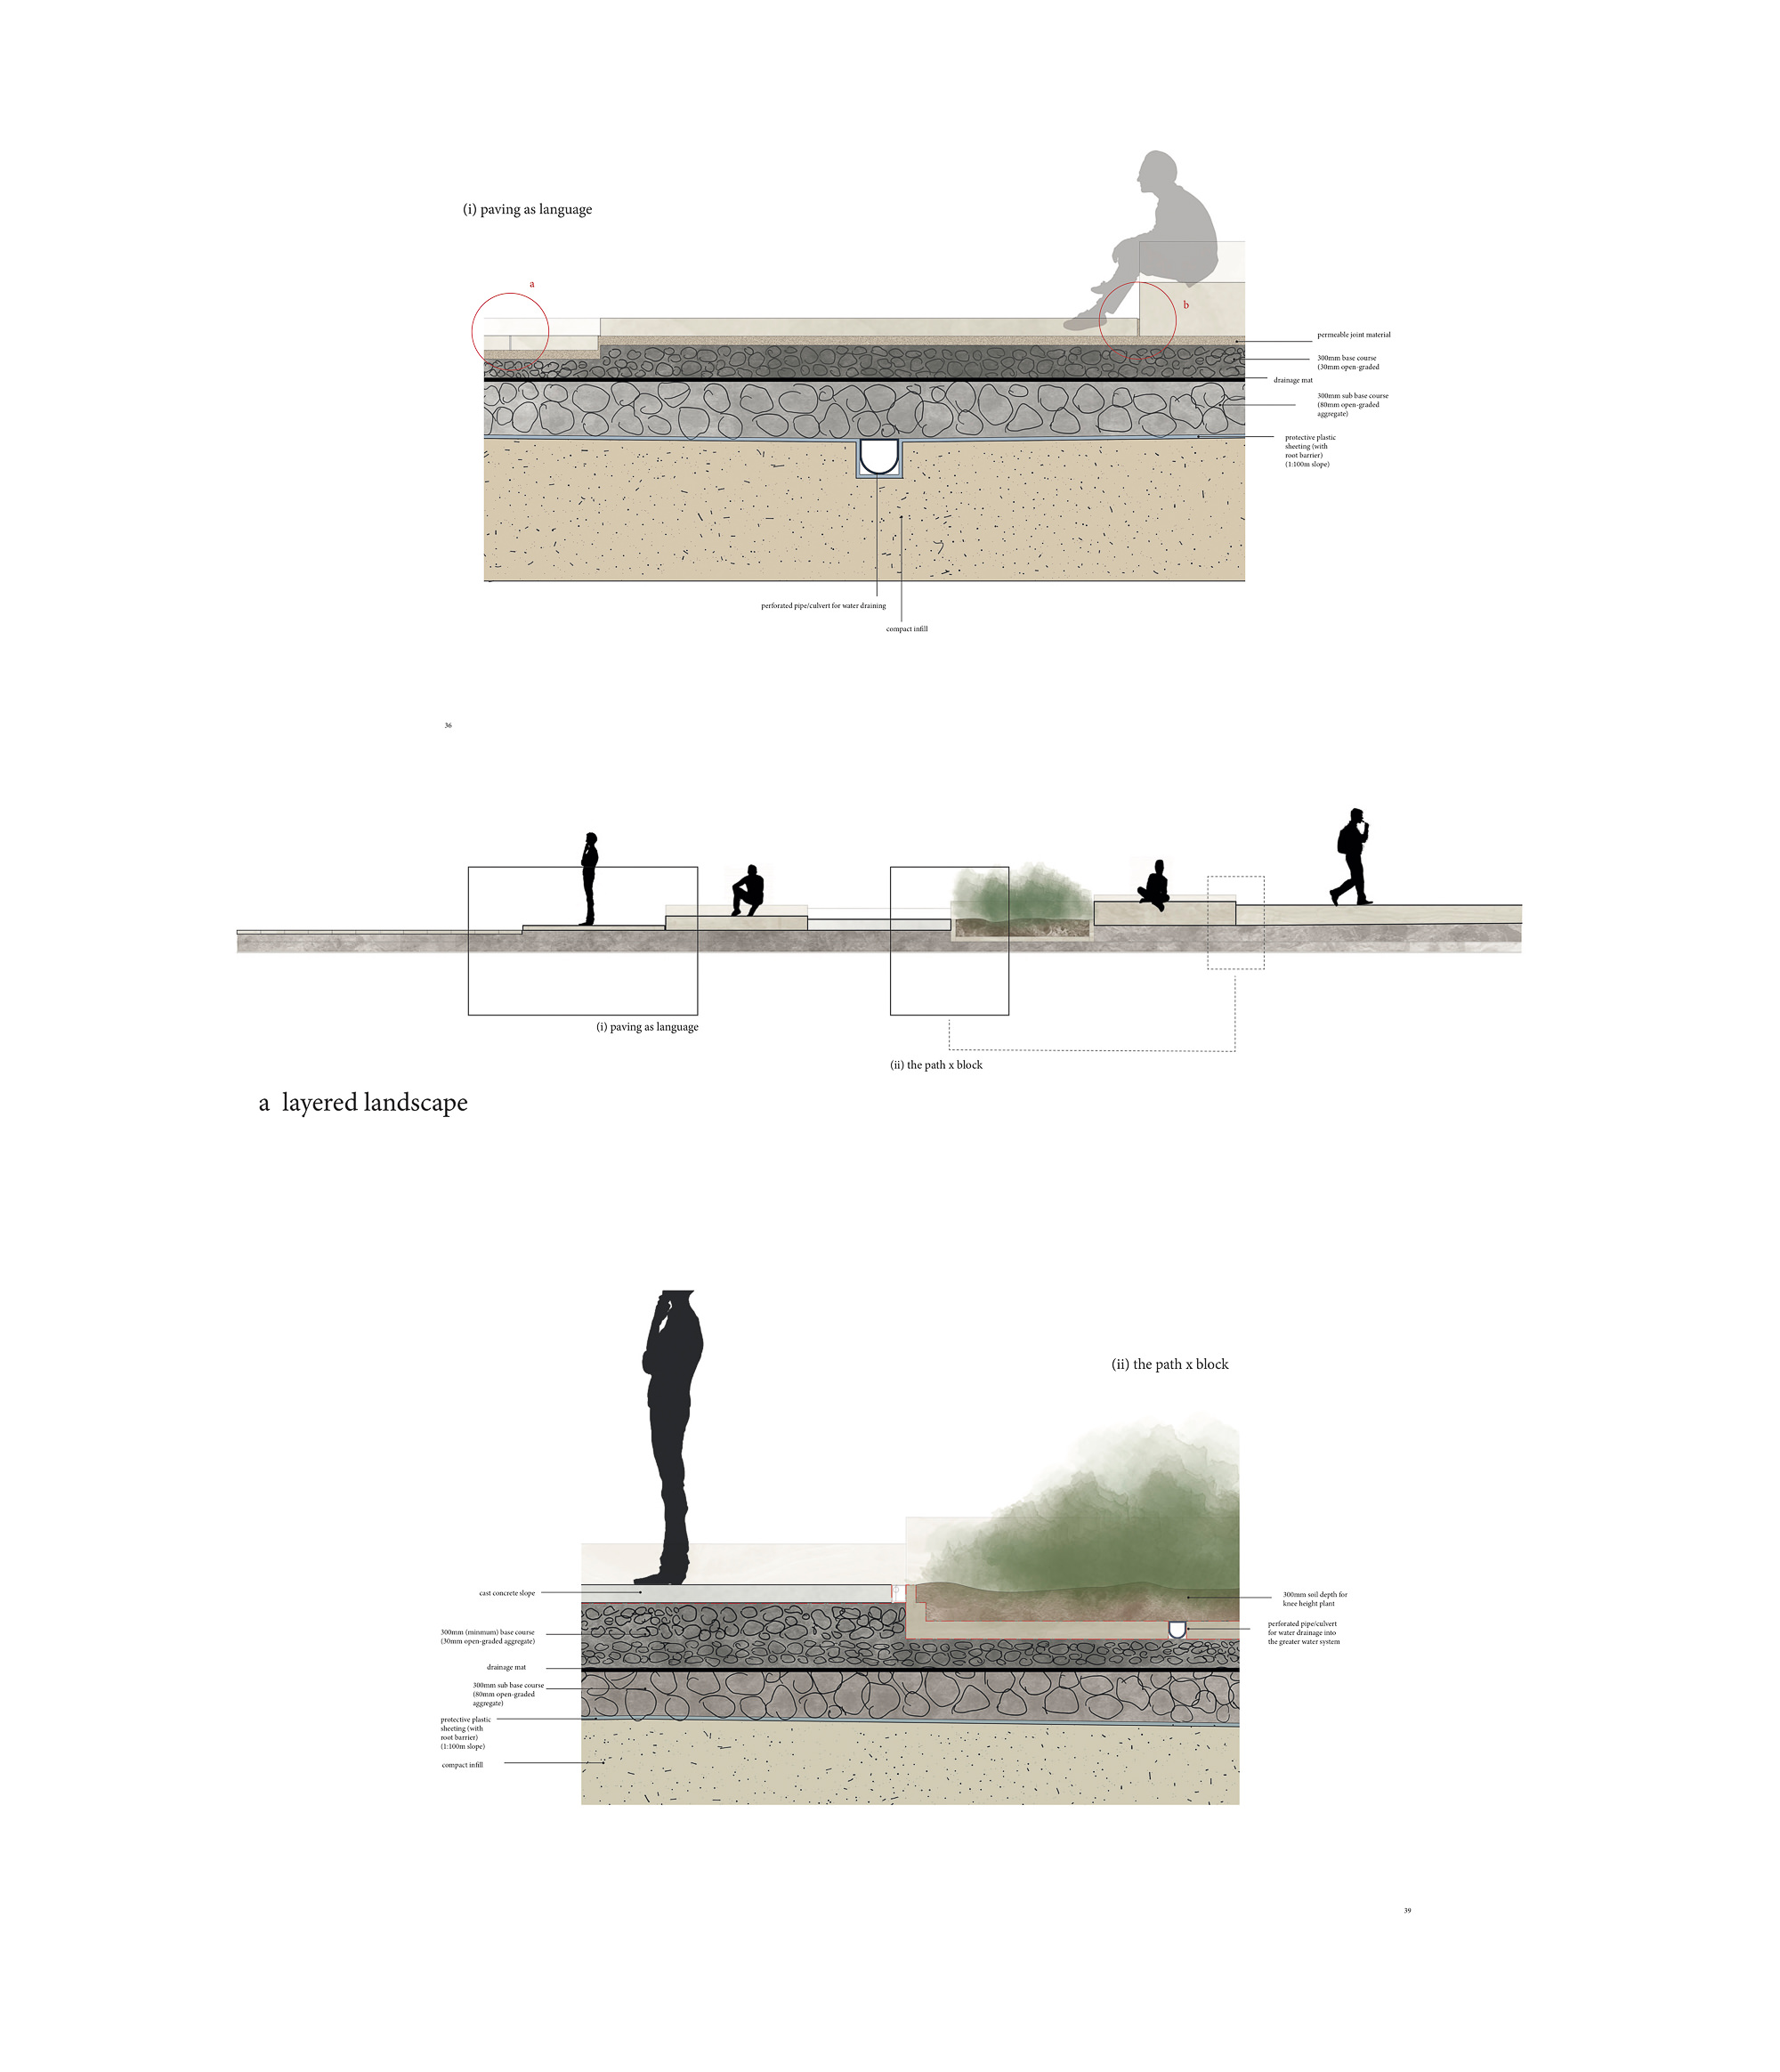 (i) paving as language
a
b
permeable joint material
300mm base course
(30mm open-graded
drainage mat
300mm sub base course
(80mm open-graded
aggregate)
protective plastic
sheeting (with
root barrier)
(1:100m slope)
perforated pipe/culvert for water draining
compact infill
36
(i) paving as language
(ii) the path x block
a layered landscape
(ii) the path x block
cast concrete slope
300mm (minmum) base course
(30mm open-graded aggregate)
drainage mat
300mm sub base course
(80mm open-graded
aggregate)
protective plastic
sheeting (with
root barrier)
(1:100m slope)
compact infill
300mm soil depth for
knee height plant
perforated pipe/culvert
for water drainage into
the greater water system
39